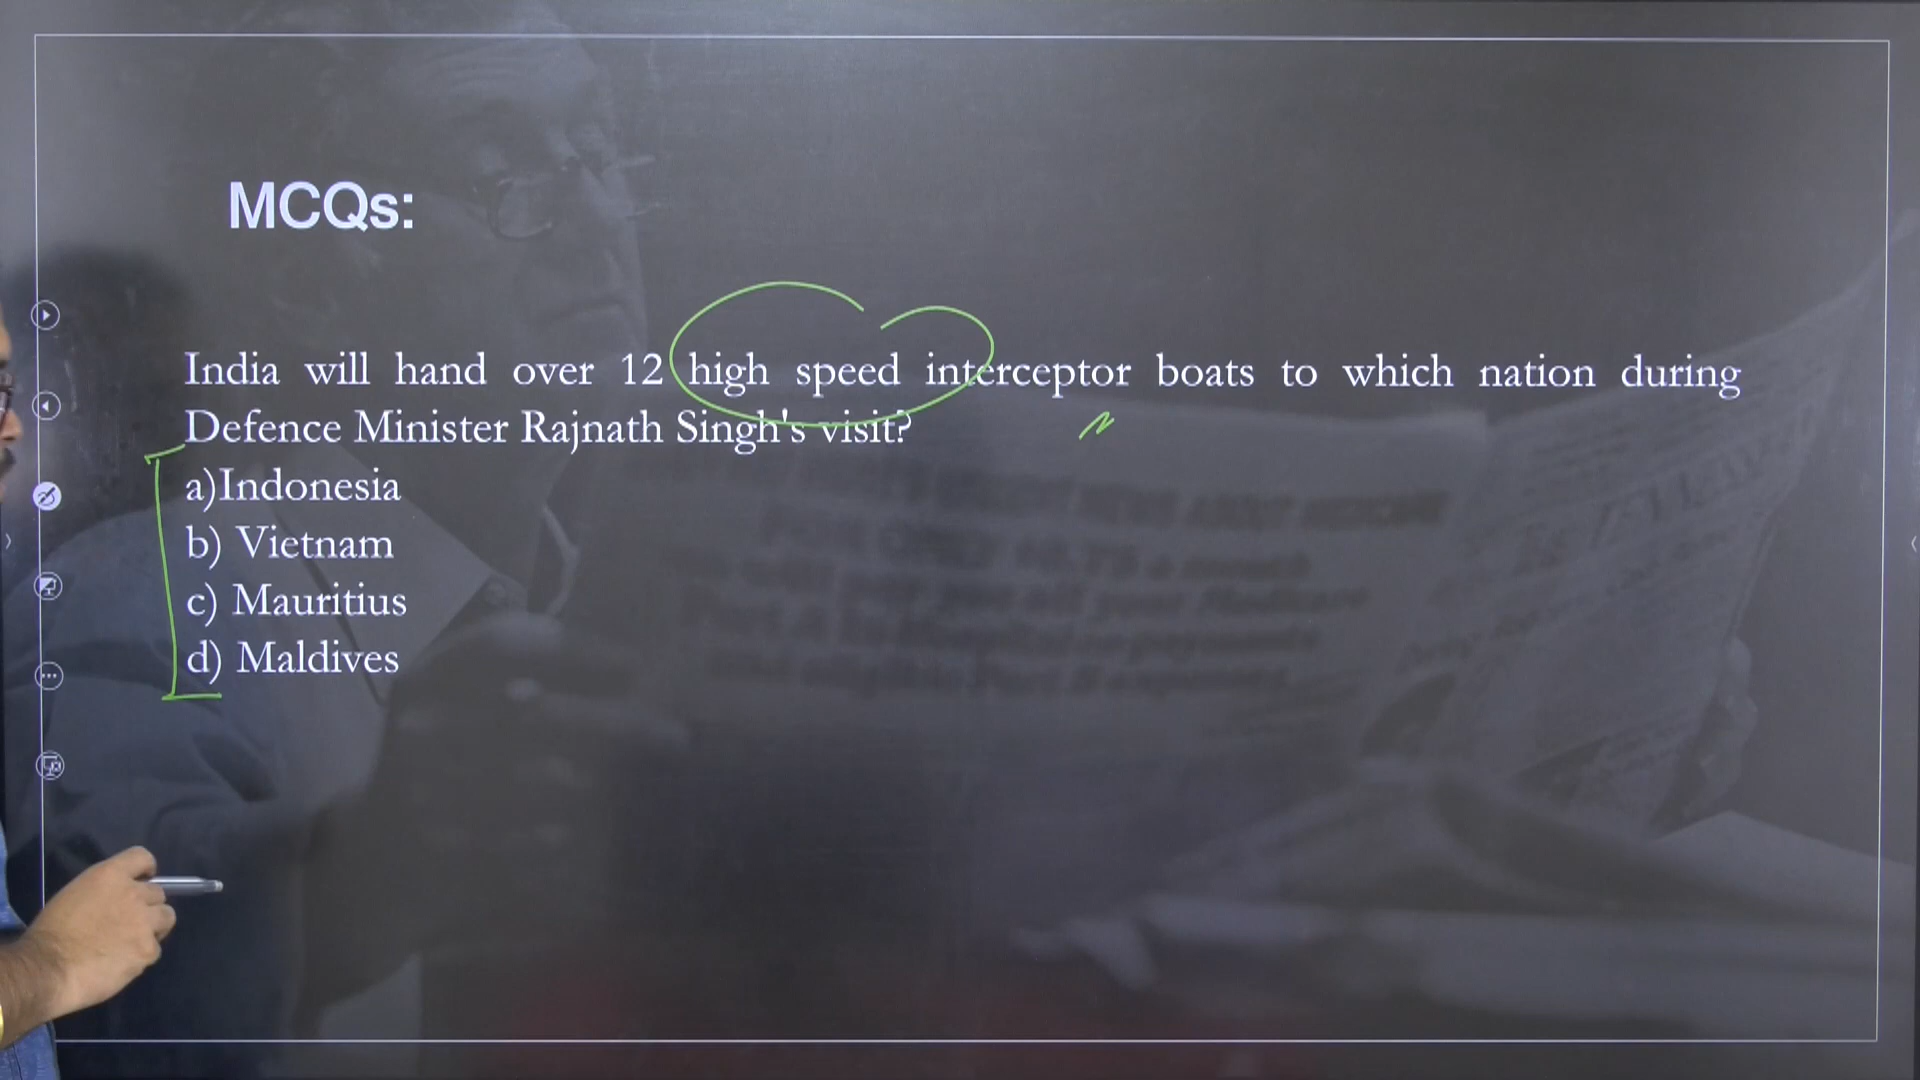 MCQs:
India will hand over 12 high speed interceptor boats to which nation during
Defence Minister Rajnath Singh's visit?
a)Indonesia
b) Vietnam
c) Mauritius
d) Maldives